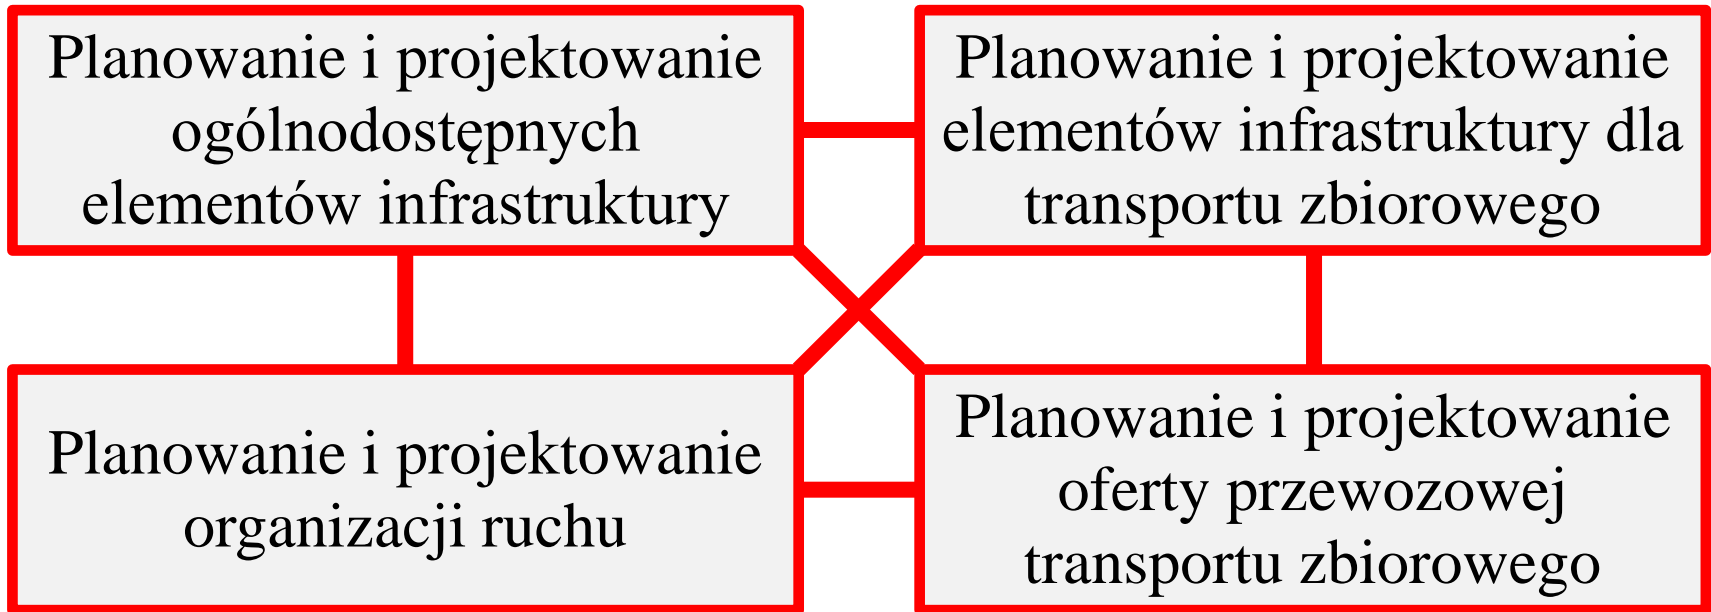 Planowanie i projektowanie
ogólnodostępnych
elementów infrastruktury
Planowanie i projektowanie
elementów infrastruktury dla
transportu zbiorowego
Planowanie i projektowanie
organizacji ruchu
Planowanie i projektowanie
oferty przewozowej
transportu zbiorowego